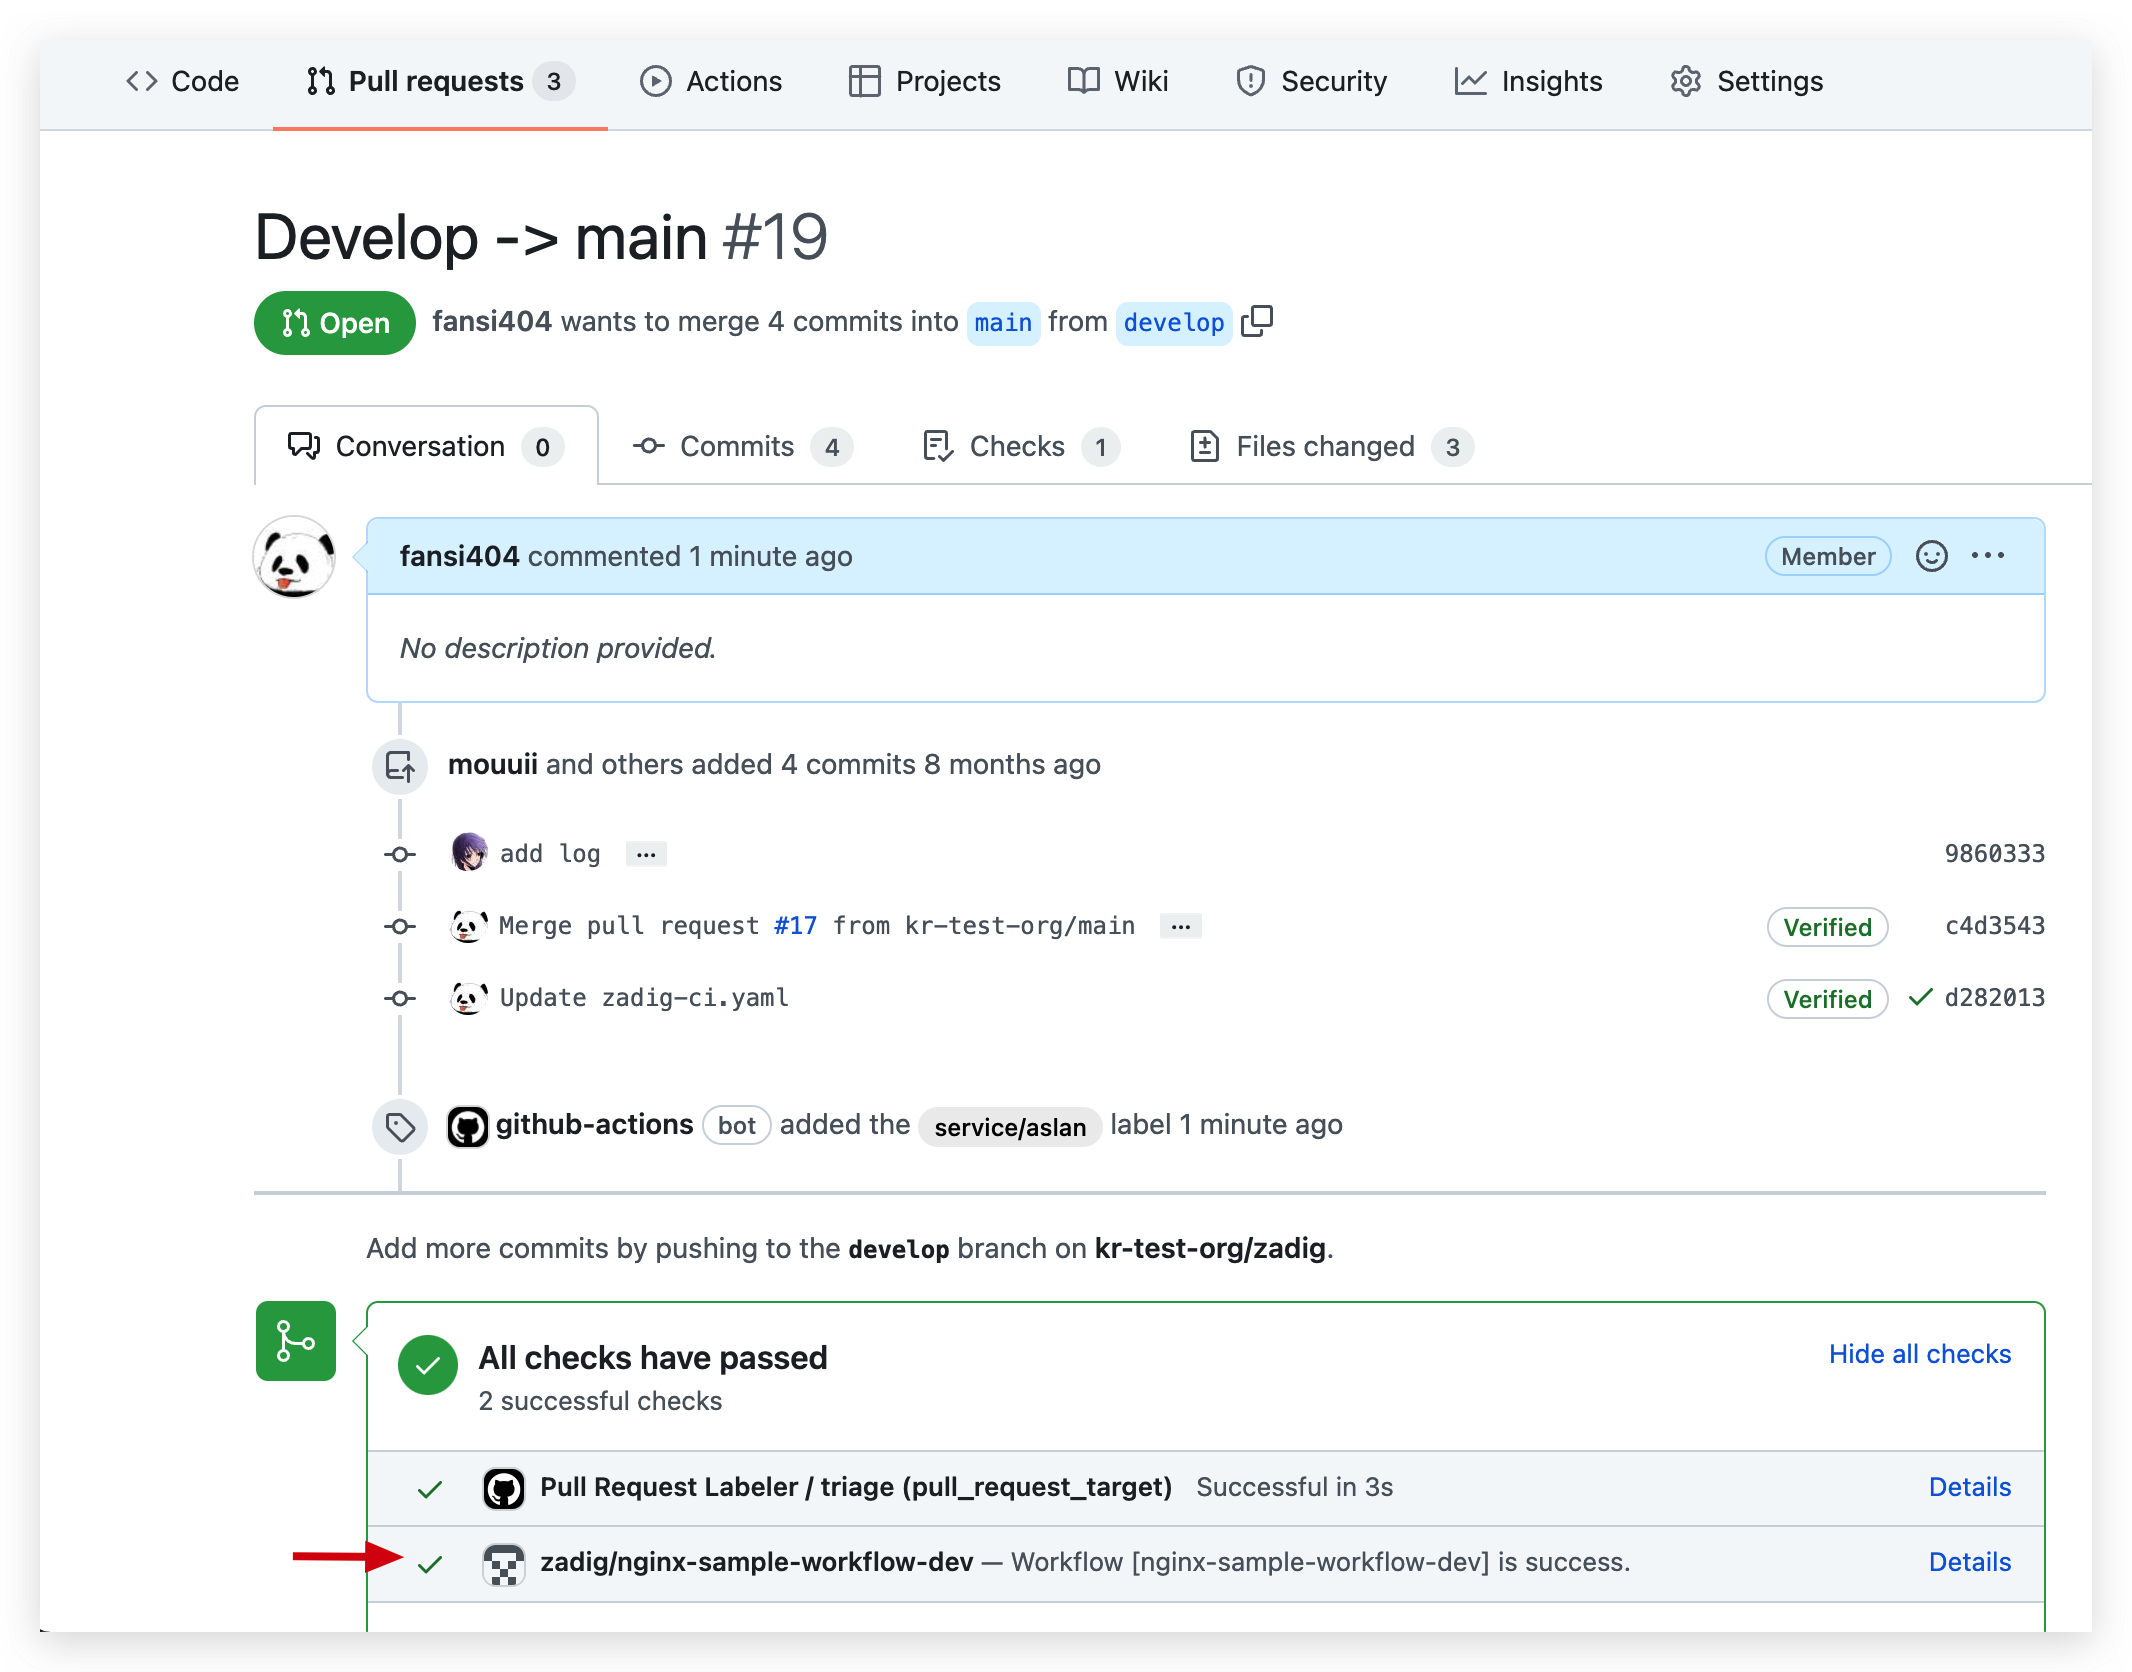 Code Pull requests 3 Actions Projects Wiki Security Insights Settings
Develop -> main #19
Open fansi404 wants to merge 4 commits into main from develop
Conversation 0 Commits 4 Checks 1 Files changed 3
fansi404 commented 1 minute ago Member ...
No description provided.
mouuii and others added 4 commits 8 months ago
add log ... 9860333
Merge pull request #17 from kr-test-org/main ... Verified c4d3543
Update zadig-ci.yaml Verified d282013
github-actions bot added the service/aslan label 1 minute ago
Add more commits by pushing to the develop branch on kr-test-org/zadig.
All checks have passed Hide all checks
2 successful checks
Pull Request Labeler / triage (pull_request_target) Successful in 3s Details
zadig/nginx-sample-workflow-dev — Workflow [nginx-sample-workflow-dev] is success. Details